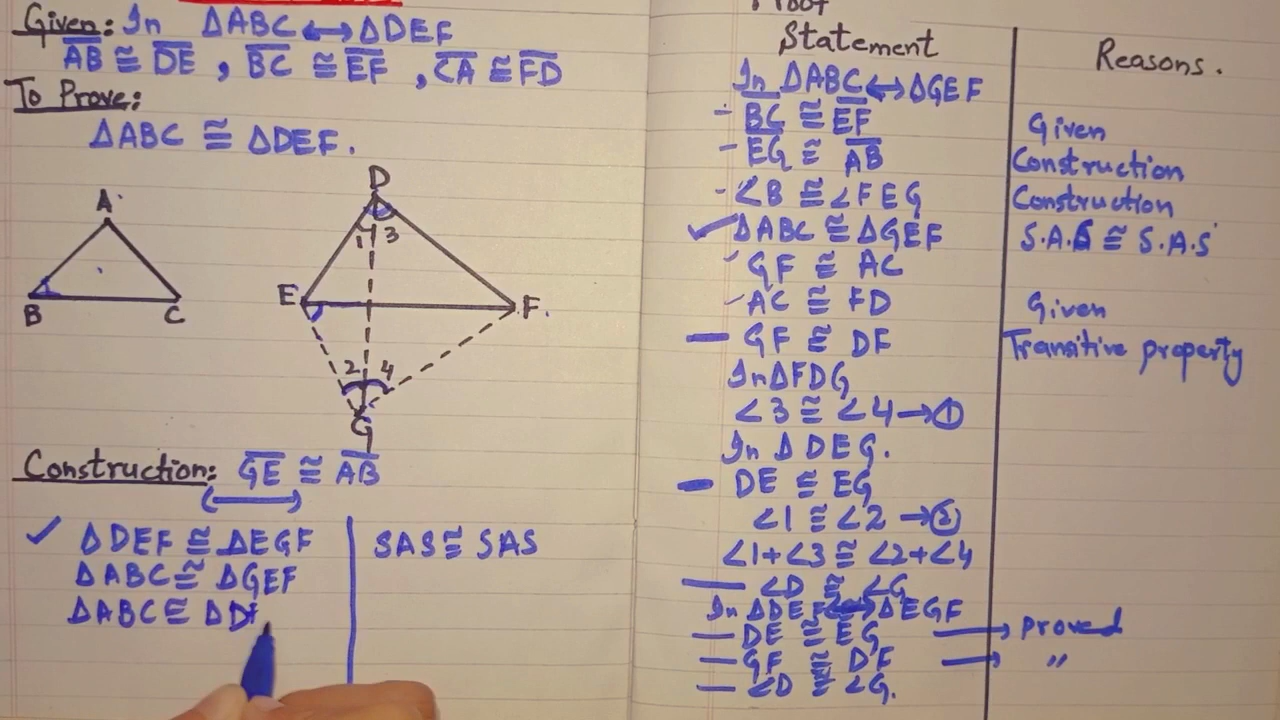 Given: In ΔABC↔ΔDEF
AB ≅ DE , BC ≅ EF , CA ≅ FD
To Prove:
ΔABC ≅ ΔDEF.
A
B
C
D
1
3
E
F.
2
4
G
Construction: GE ≅ AB
ΔDEF ≅ ΔEGF
SAS ≅ SAS
ΔABC ≅ ΔGEF
ΔABC ≅ ΔD
Statement
Reasons.
In ΔABC↔ΔGEF
- BC ≅ EF
Given
- EG ≅ AB
Construction
- ∠B ≅ ∠FEG
Construction
✓ ΔABC ≅ ΔGEF
S.A.S ≅ S.A.S
GF ≅ AC
AC ≅ FD
Given
— GF ≅ DF
Transitive property
In ΔFDG
∠3 ≅ ∠4 → ①
In ΔDEG.
— DE ≅ EG
∠1 ≅ ∠2 → ②
∠1+∠3 ≅ ∠2+∠4
— ∠D ≅ ∠G
In ΔDEF↔ΔEGF
— DE ≅ EG → proved
— GF ≅ DF → "
— ∠D ≅ ∠G.